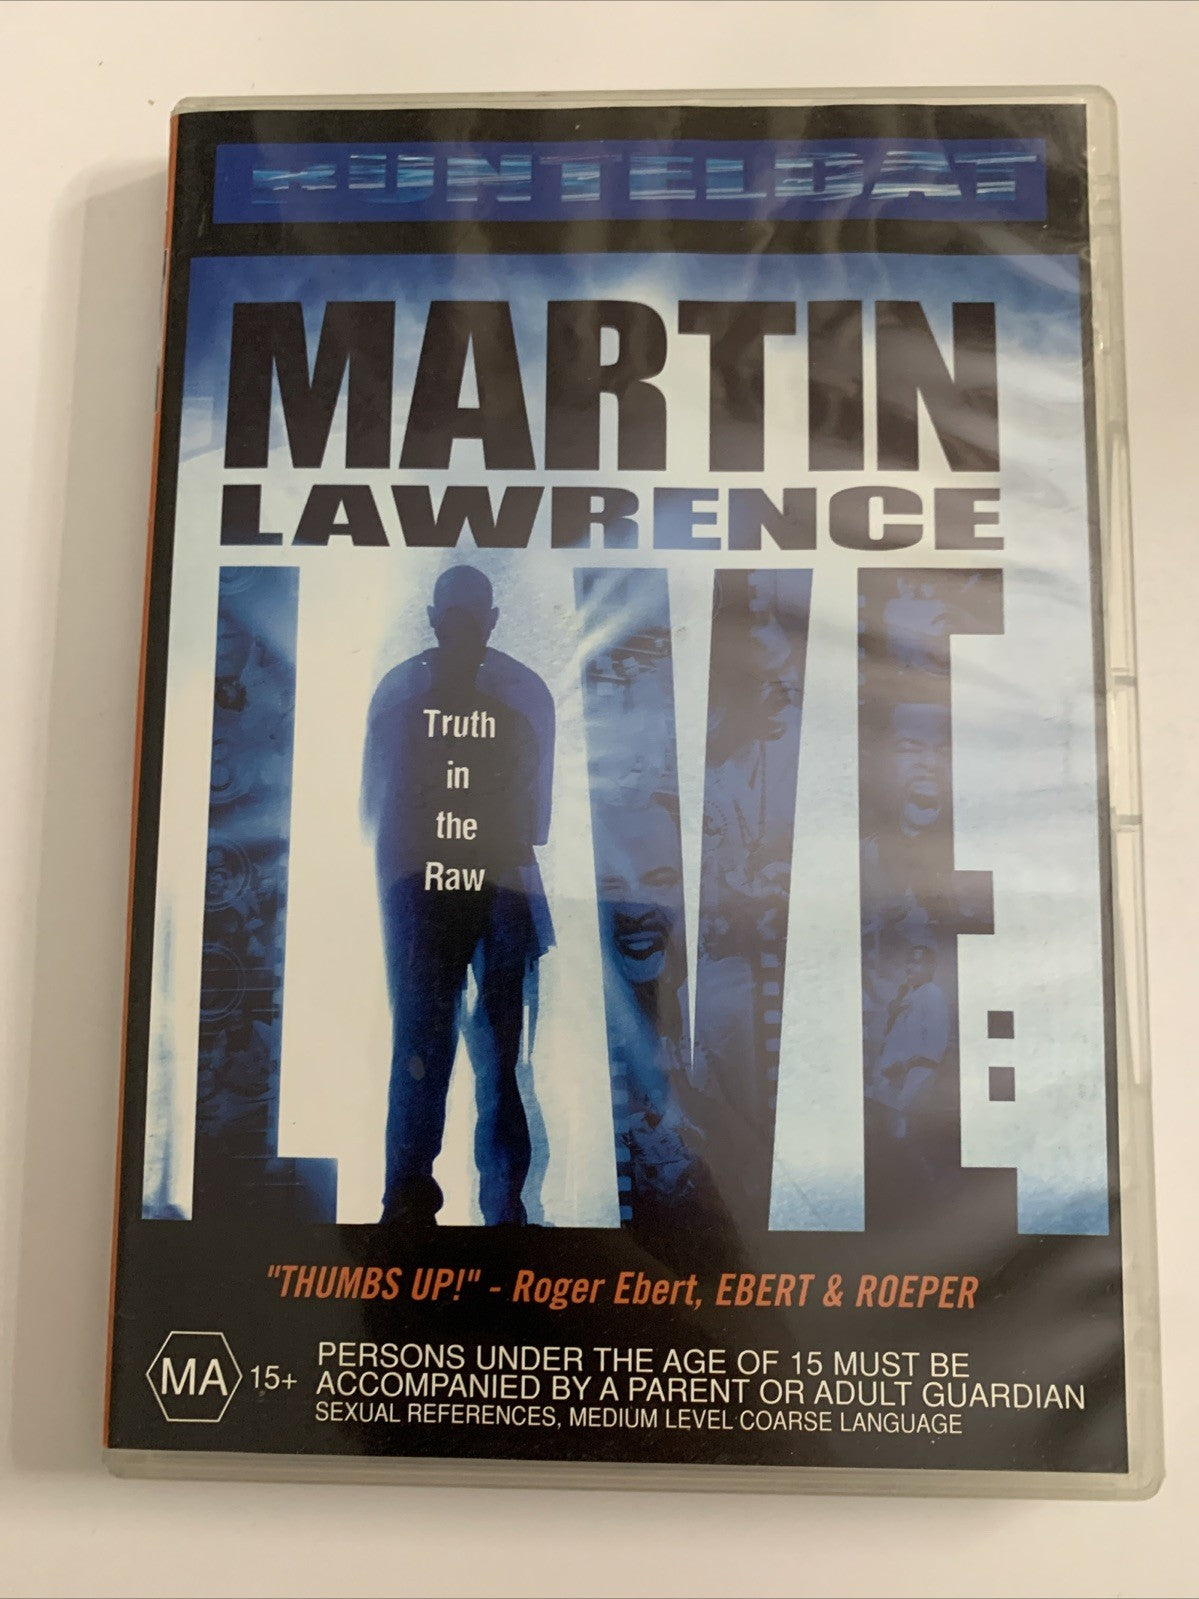 RUNTELDAT
MARTIN
LAWRENCE
LIVE:
Truth
in
the
Raw
"THUMBS UP!" - Roger Ebert, EBERT & ROEPER
MA 15+ PERSONS UNDER THE AGE OF 15 MUST BE
ACCOMPANIED BY A PARENT OR ADULT GUARDIAN
SEXUAL REFERENCES, MEDIUM LEVEL COARSE LANGUAGE